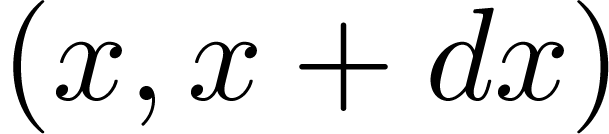 (x, x + dx)